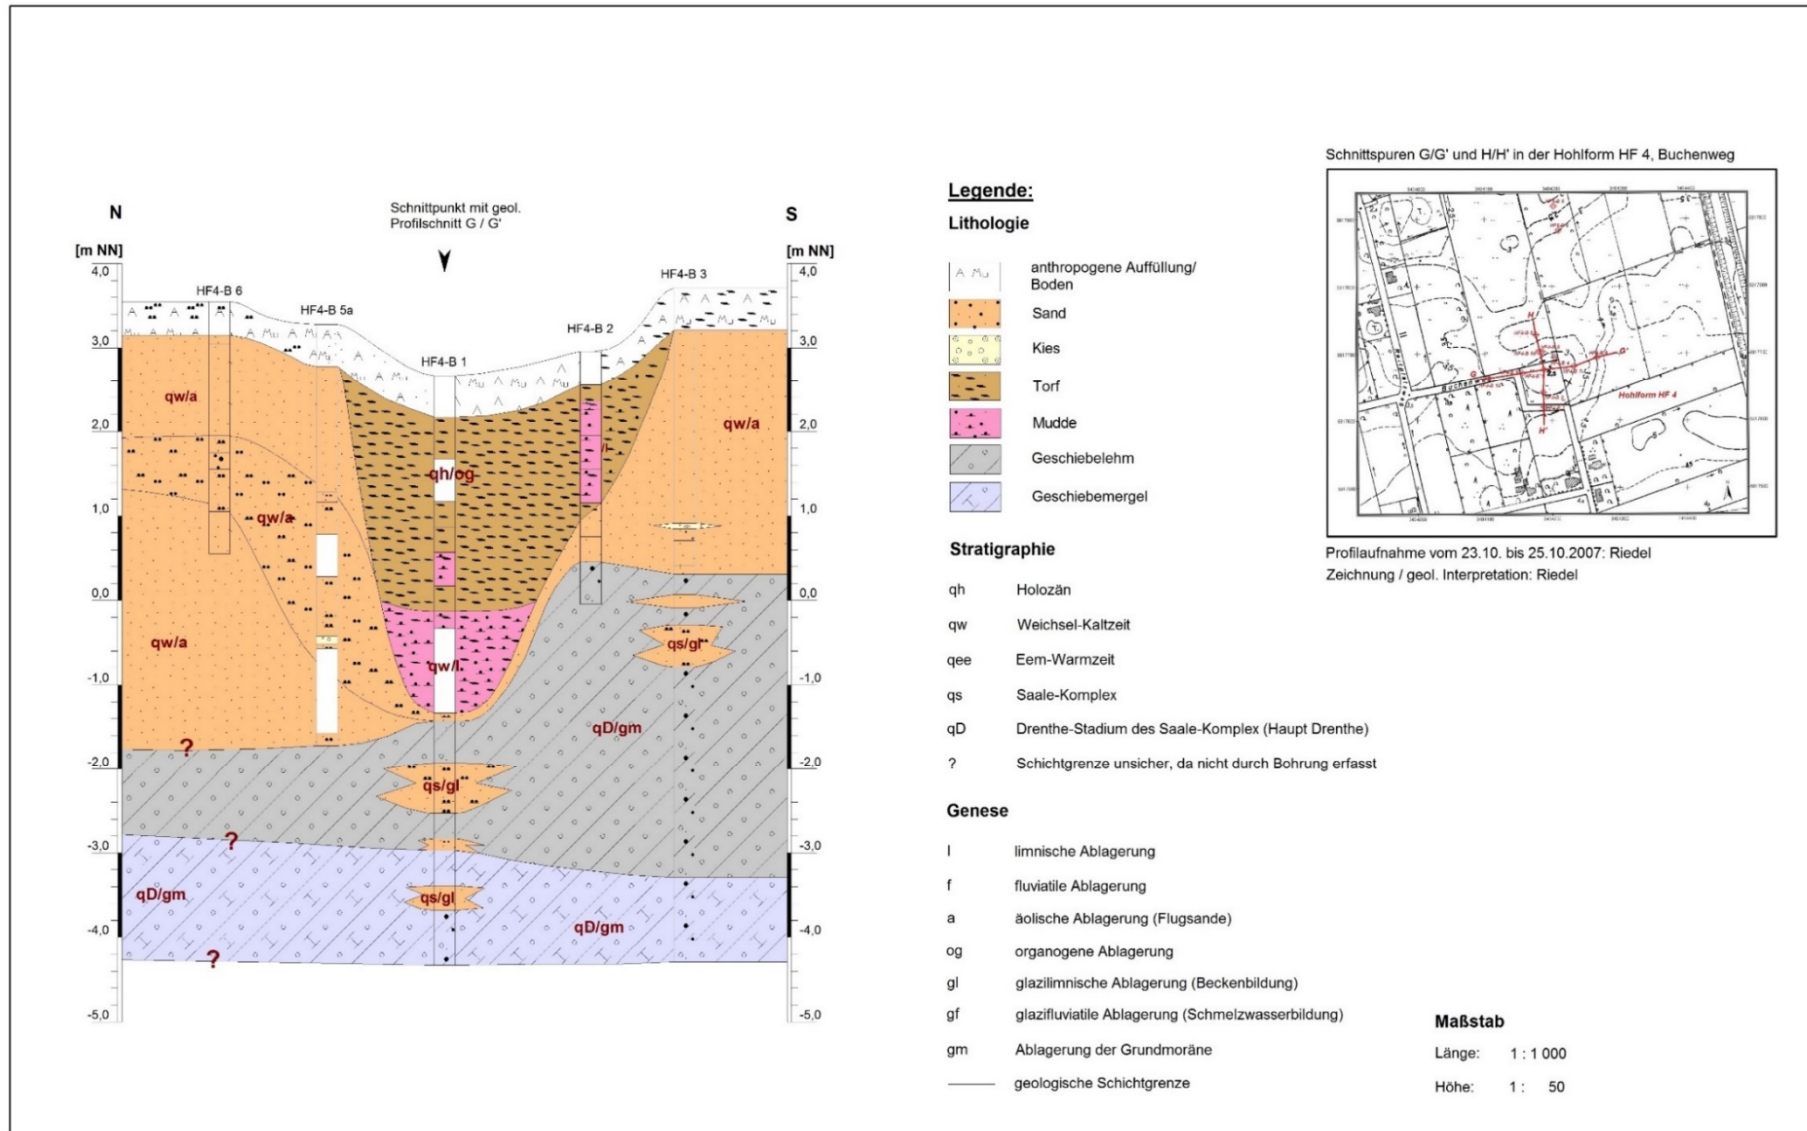 N
S
Schnittpunkt mit geol.
Profilschnitt G / G'
[m NN]
[m NN]
4,0
3,0
2,0
1,0
0,0
-1,0
-2,0
-3,0
-4,0
-5,0
4,0
3,0
2,0
1,0
0,0
-1,0
-2,0
-3,0
-4,0
-5,0
HF4-B 6
HF4-B 5a
HF4-B 1
HF4-B 2
HF4-B 3
qw/a
qw/a
qw/a
qw/a
qh/og
qw/l
qs/gl
qs/gl
qs/gl
qD/gm
qD/gm
qD/gm
?
?
?
Legende:
Lithologie
anthropogene Auffüllung/
Boden
Sand
Kies
Torf
Mudde
Geschiebelehm
Geschiebemergel
Stratigraphie
qh Holozän
qw Weichsel-Kaltzeit
qee Eem-Warmzeit
qs Saale-Komplex
qD Drenthe-Stadium des Saale-Komplex (Haupt Drenthe)
? Schichtgrenze unsicher, da nicht durch Bohrung erfasst
Genese
l limnische Ablagerung
f fluviatile Ablagerung
a äolische Ablagerung (Flugsande)
og organogene Ablagerung
gl glazilimnische Ablagerung (Beckenbildung)
gf glazifluviatile Ablagerung (Schmelzwasserbildung)
gm Ablagerung der Grundmoräne
geologische Schichtgrenze
Schnittspuren G/G' und H/H' in der Hohlform HF 4, Buchenweg
H
G
G'
H'
Buchenweg
Hohlform HF 4
Profilaufnahme vom 23.10. bis 25.10.2007: Riedel
Zeichnung / geol. Interpretation: Riedel
Maßstab
Länge: 1 : 1 000
Höhe: 1 : 50